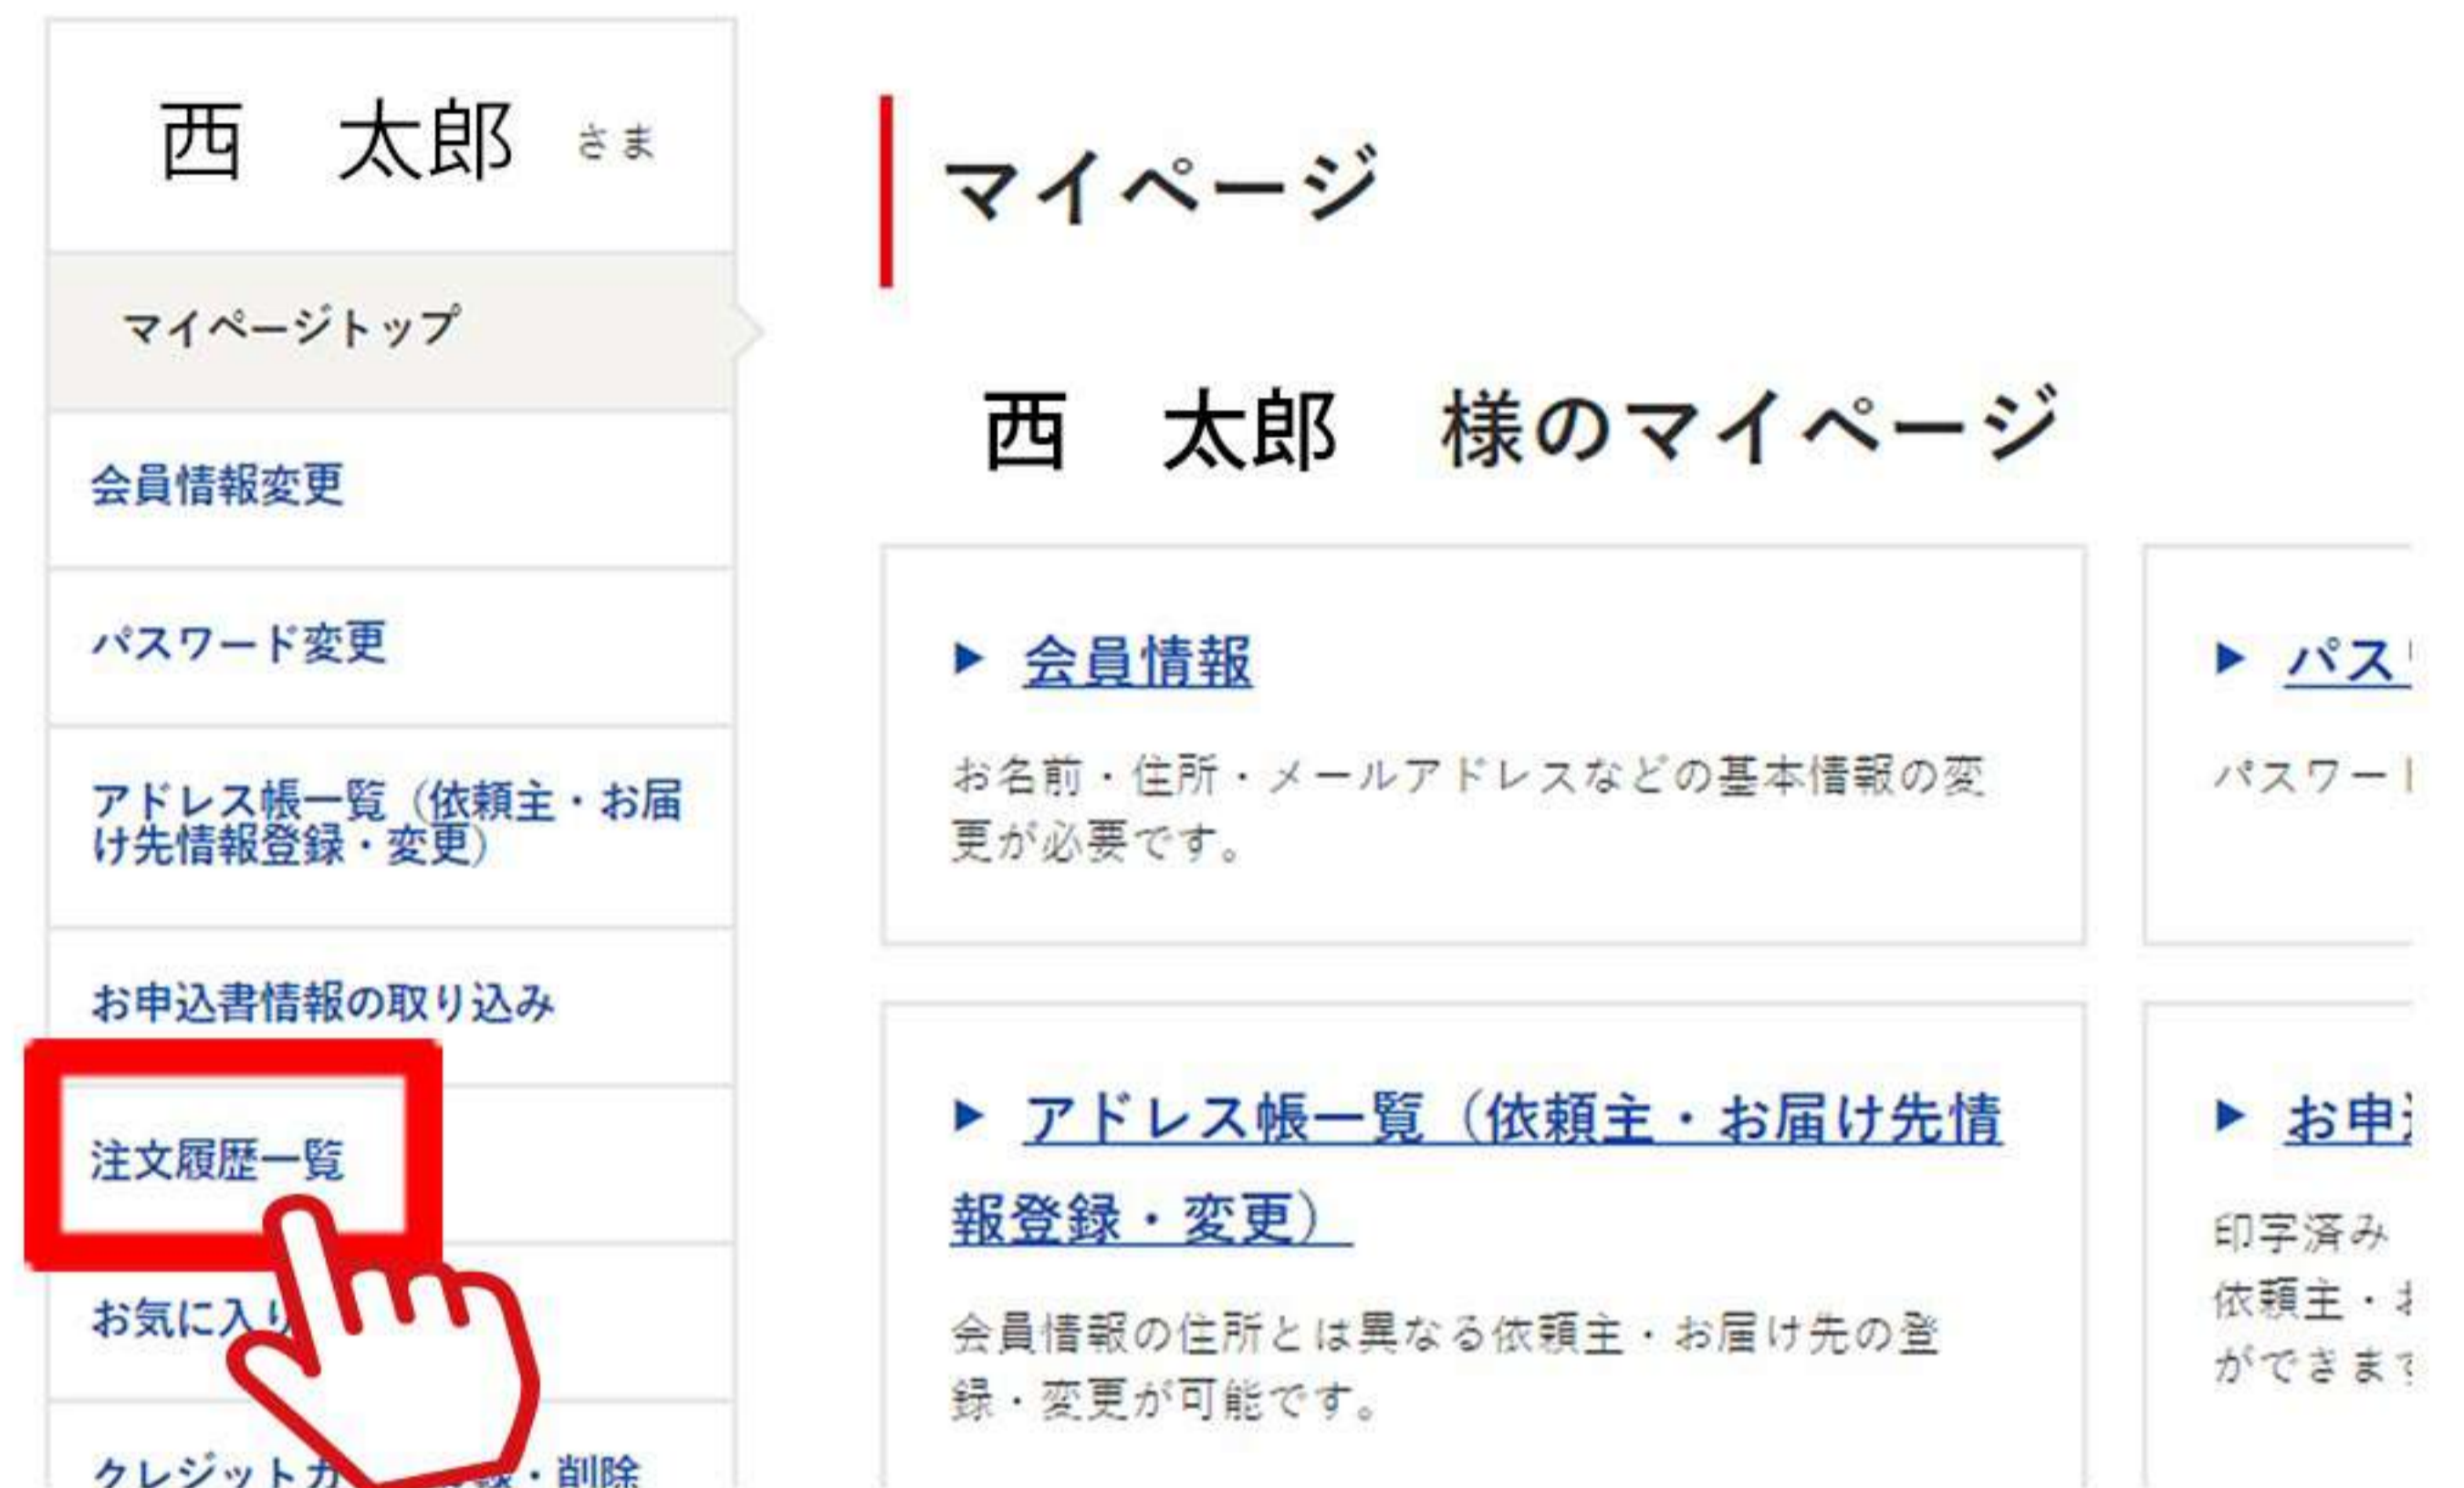 西　太郎 さま
マイページトップ
会員情報変更
パスワード変更
アドレス帳一覧（依頼主・お届
け先情報登録・変更）
お申込書情報の取り込み
注文履歴一覧
お気に入り
クレジットカ
・削除
マイページ
西　太郎　様のマイページ
▶ 会員情報
お名前・住所・メールアドレスなどの基本情報の変
更が必要です。
▶ パス
パスワー
▶ アドレス帳一覧（依頼主・お届け先情
報登録・変更）
会員情報の住所とは異なる依頼主・お届け先の登
録・変更が可能です。
▶ お申
印字済み
依頼主・
ができます